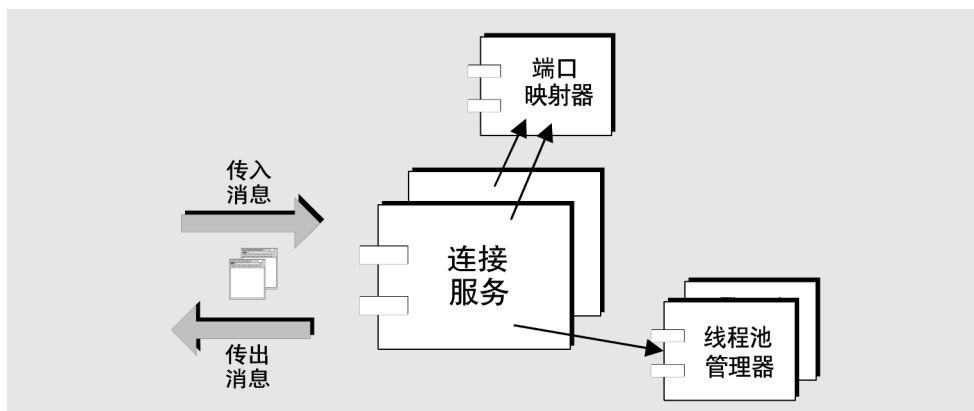 端口
映射器
传入
消息
连接
服务
传出
消息
线程池
管理器